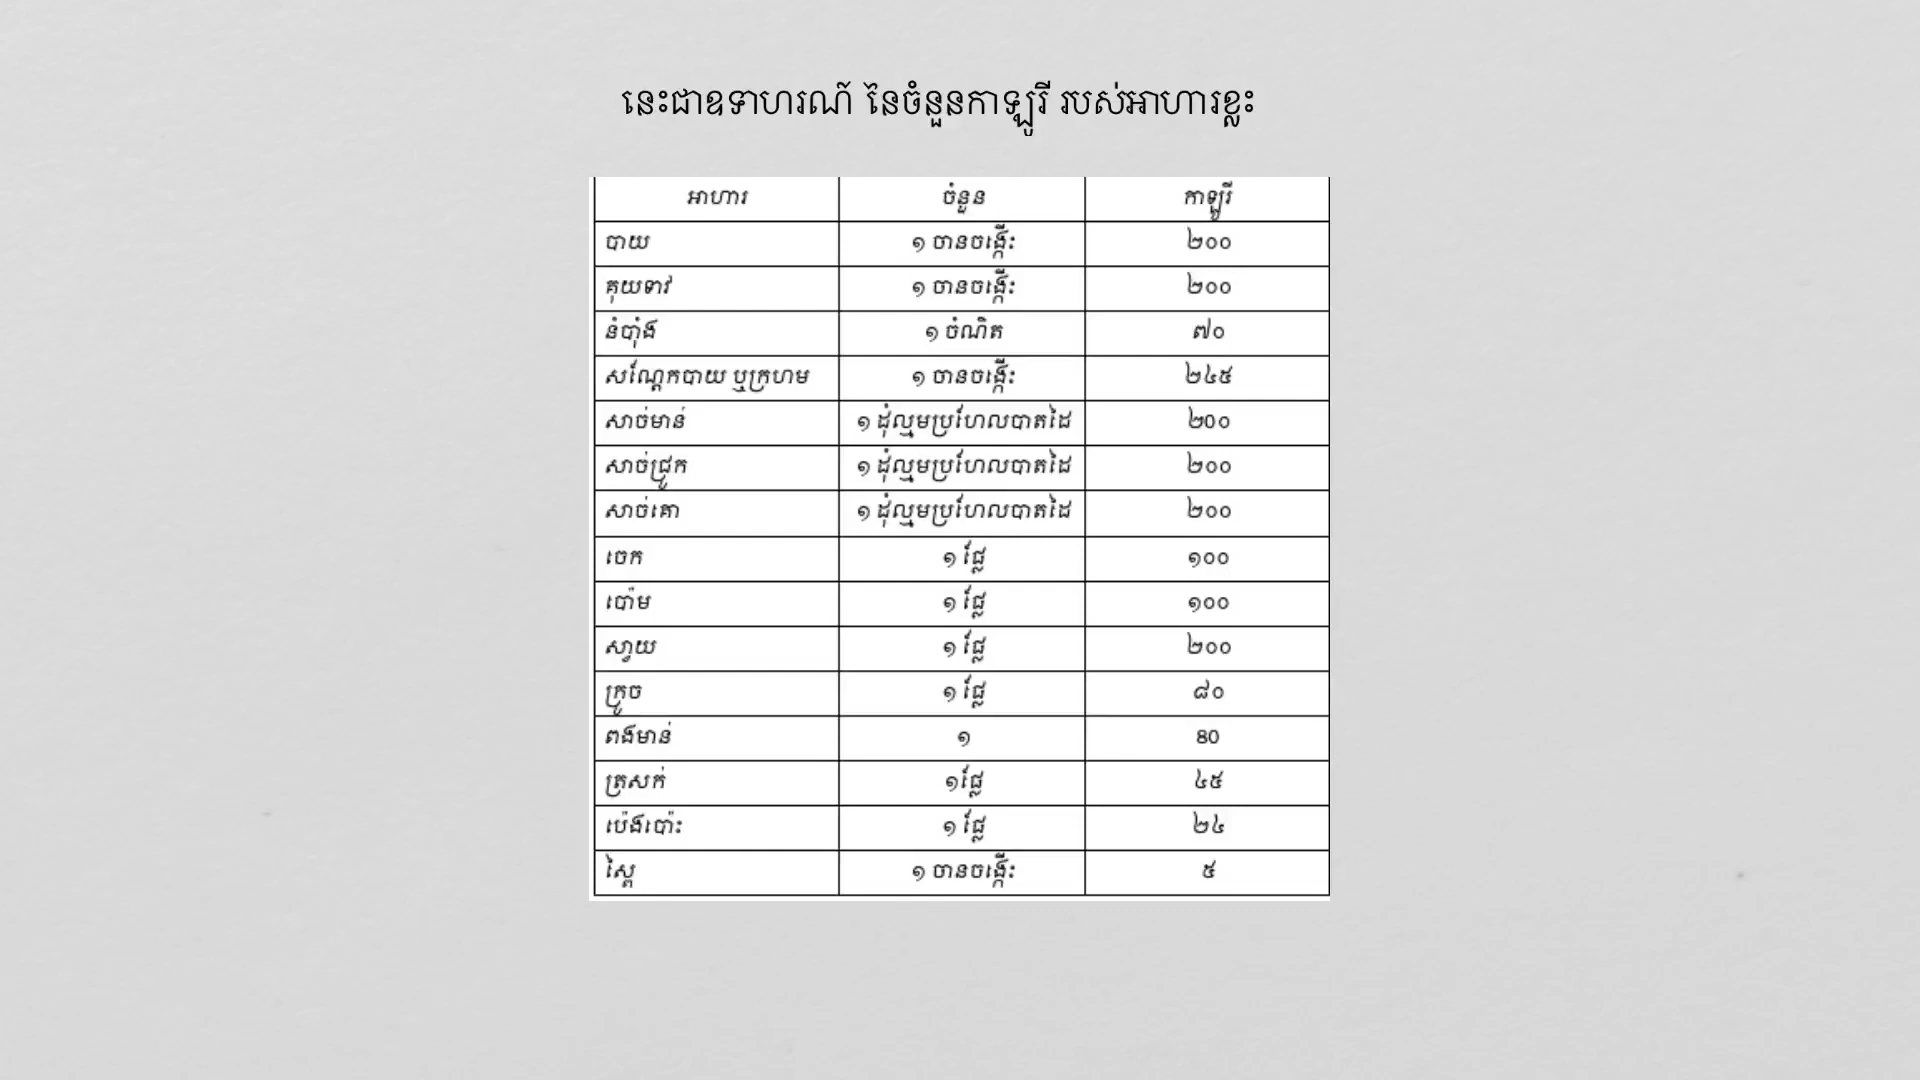 នេះជាឧទាហរណ៍ នៃចំនួនកាឡូរី របស់អាហារខ្លះ
អាហារ ចំនួន កាឡូរី
បាយ ១ ចានចង្កើះ ២០០
គុយទាវ ១ ចានចង្កើះ ២០០
នំបុ័ង ១ ចំណិត ៧០
សណ្ដែកបាយ ឬក្រហម ១ ចានចង្កើះ ២៤៥
សាច់មាន់ ១ ដុំល្មមប្រហែលបាតដៃ ២០០
សាច់ជ្រូក ១ ដុំល្មមប្រហែលបាតដៃ ២០០
សាច់គោ ១ ដុំល្មមប្រហែលបាតដៃ ២០០
ចេក ១ ផ្លែ ១០០
ប៉ោម ១ ផ្លែ ១០០
ស្វាយ ១ ផ្លែ ២០០
ក្រូច ១ ផ្លែ ៨០
ពងមាន់ ១ 80
ត្រសក់ ១ផ្លែ ៤៥
ប៉េងប៉ោះ ១ ផ្លែ ២៤
ស្ពៃ ១ ចានចង្កើះ ៥